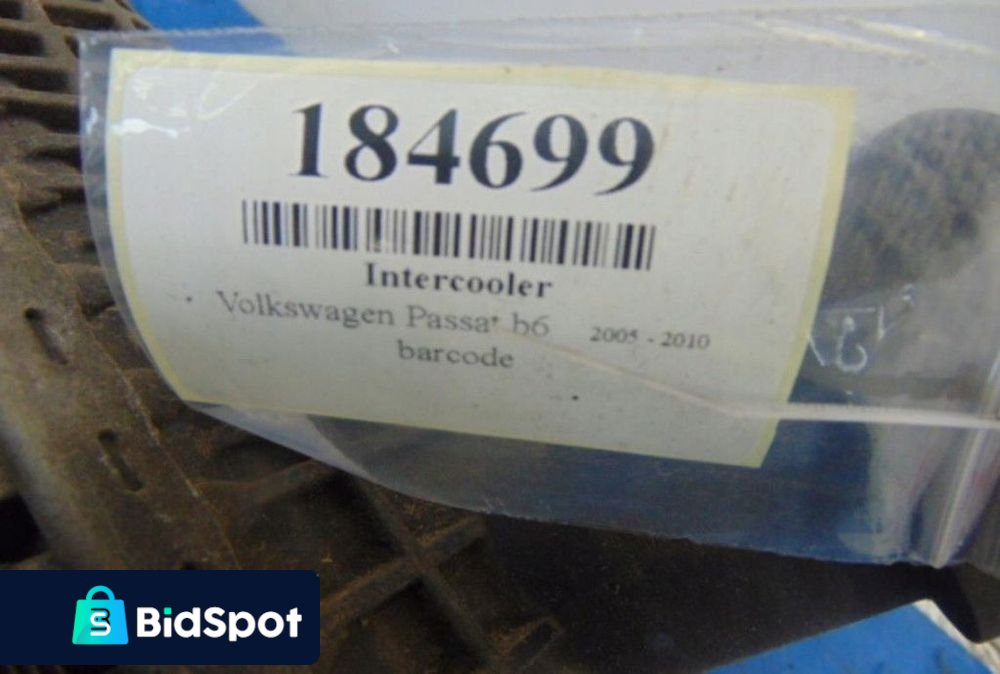 184699
Intercooler
Volkswagen Passat b6 2005 - 2010
barcode
BidSpot